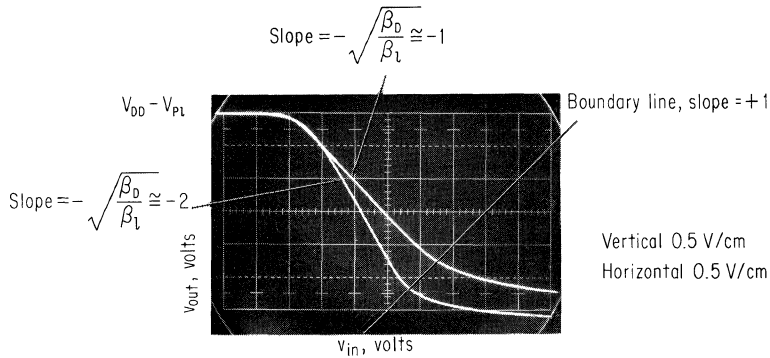 Slope = − √(β_D / β_l) ≅ −1
V_DD − V_Pl
Boundary line, slope = +1
Slope = − √(β_D / β_l) ≅ −2
v_out, volts
Vertical 0.5 V/cm
Horizontal 0.5 V/cm
v_in, volts